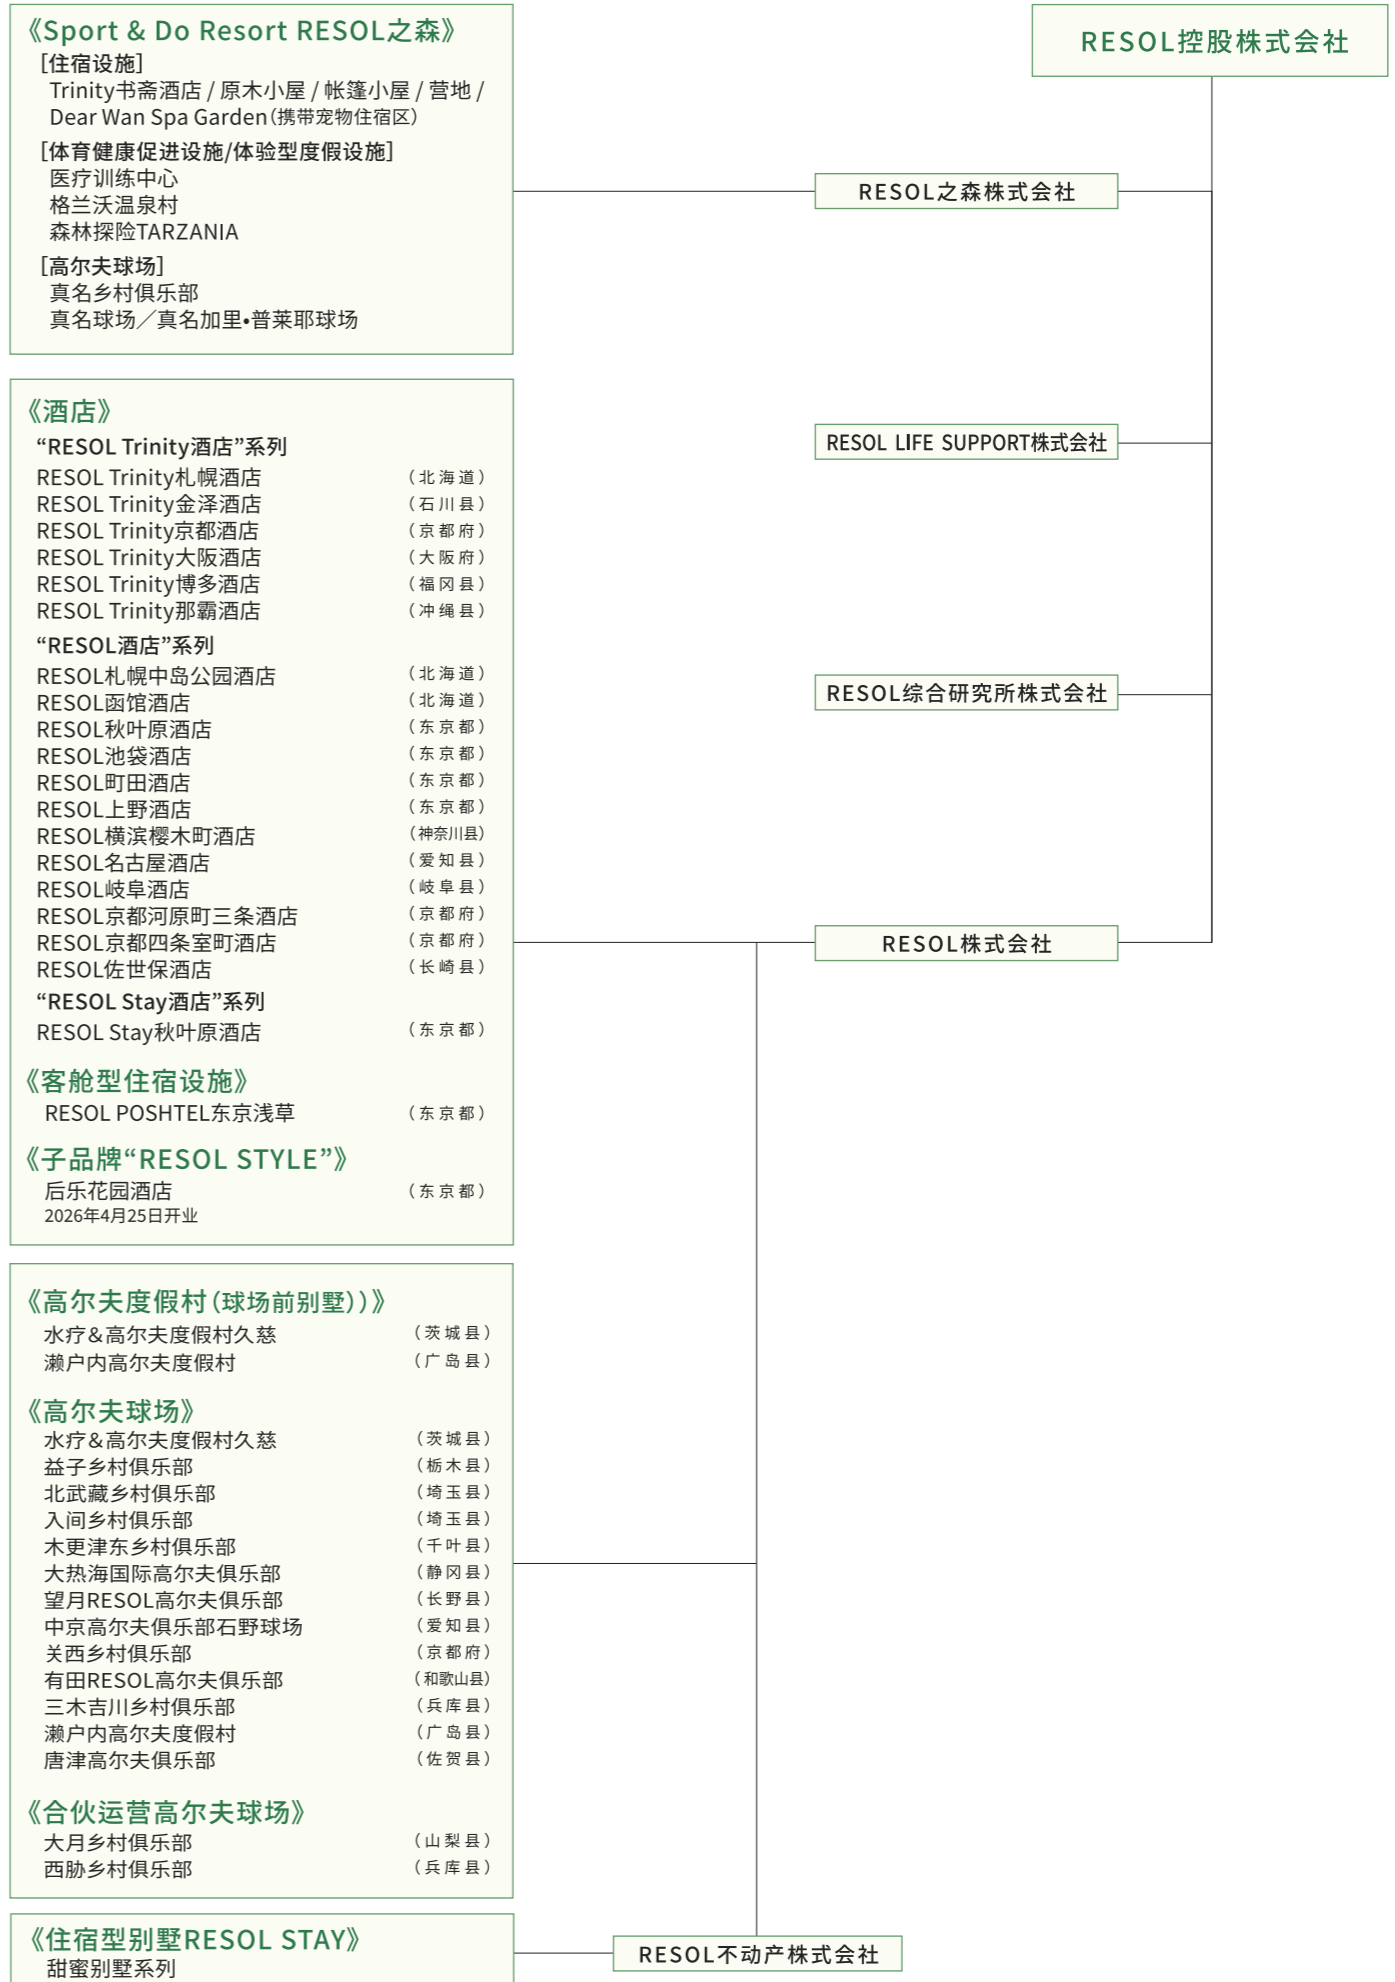 《Sport & Do Resort RESOL之森》
［住宿设施］
Trinity书斋酒店 / 原木小屋 / 帐篷小屋 / 营地 /
Dear Wan Spa Garden（携带宠物住宿区）
［体育健康促进设施/体验型度假设施］
医疗训练中心
格兰沃温泉村
森林探险TARZANIA
［高尔夫球场］
真名乡村俱乐部
真名球场／真名加里•普莱耶球场
RESOL控股株式会社
RESOL之森株式会社
RESOL LIFE SUPPORT株式会社
RESOL综合研究所株式会社
RESOL株式会社
《酒店》
“RESOL Trinity酒店”系列
RESOL Trinity札幌酒店（北海道）
RESOL Trinity金泽酒店（石川县）
RESOL Trinity京都酒店（京都府）
RESOL Trinity大阪酒店（大阪府）
RESOL Trinity博多酒店（福冈县）
RESOL Trinity那霸酒店（冲绳县）
“RESOL酒店”系列
RESOL札幌中岛公园酒店（北海道）
RESOL函馆酒店（北海道）
RESOL秋叶原酒店（东京都）
RESOL池袋酒店（东京都）
RESOL町田酒店（东京都）
RESOL上野酒店（东京都）
RESOL横滨樱木町酒店（神奈川县）
RESOL名古屋酒店（爱知县）
RESOL岐阜酒店（岐阜县）
RESOL京都河原町三条酒店（京都府）
RESOL京都四条室町酒店（京都府）
RESOL佐世保酒店（长崎县）
“RESOL Stay酒店”系列
RESOL Stay秋叶原酒店（东京都）
《客舱型住宿设施》
RESOL POSHTEL东京浅草（东京都）
《子品牌“RESOL STYLE”》
后乐花园酒店（东京都）
2026年4月25日开业
《高尔夫度假村（球场前别墅））》
水疗＆高尔夫度假村久慈（茨城县）
濑户内高尔夫度假村（广岛县）
《高尔夫球场》
水疗＆高尔夫度假村久慈（茨城县）
益子乡村俱乐部（栃木县）
北武藏乡村俱乐部（埼玉县）
入间乡村俱乐部（埼玉县）
木更津东乡村俱乐部（千叶县）
大热海国际高尔夫俱乐部（静冈县）
望月RESOL高尔夫俱乐部（长野县）
中京高尔夫俱乐部石野球场（爱知县）
关西乡村俱乐部（京都府）
有田RESOL高尔夫俱乐部（和歌山县）
三木吉川乡村俱乐部（兵库县）
濑户内高尔夫度假村（广岛县）
唐津高尔夫俱乐部（佐贺县）
《合伙运营高尔夫球场》
大月乡村俱乐部（山梨县）
西胁乡村俱乐部（兵库县）
《住宿型别墅RESOL STAY》
甜蜜别墅系列
RESOL不动产株式会社